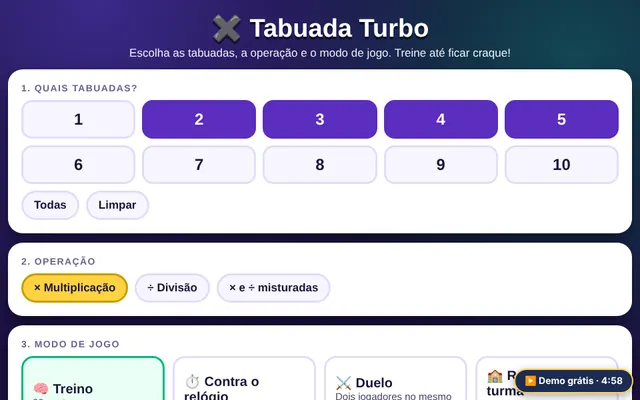 ✖️ Tabuada Turbo
Escolha as tabuadas, a operação e o modo de jogo. Treine até ficar craque!
1. QUAIS TABUADAS?
1 2 3 4 5
6 7 8 9 10
Todas Limpar
2. OPERAÇÃO
× Multiplicação ÷ Divisão × e ÷ misturadas
3. MODO DE JOGO
🧠 Treino
⏱️ Contra o
relógio
⚔️ Duelo
Dois jogadores no mesmo
turma
▶️ Demo grátis · 4:58